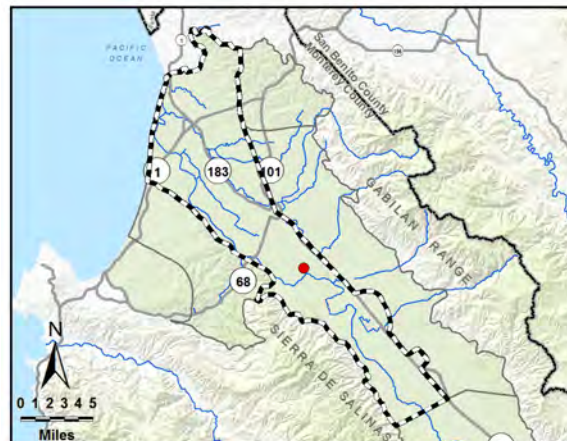 PACIFIC
OCEAN
1
San Benito County
Monterey County
1
183
101
GABILAN RANGE
68
SIERRA DE SALINAS
N
0 1 2 3 4 5
Miles